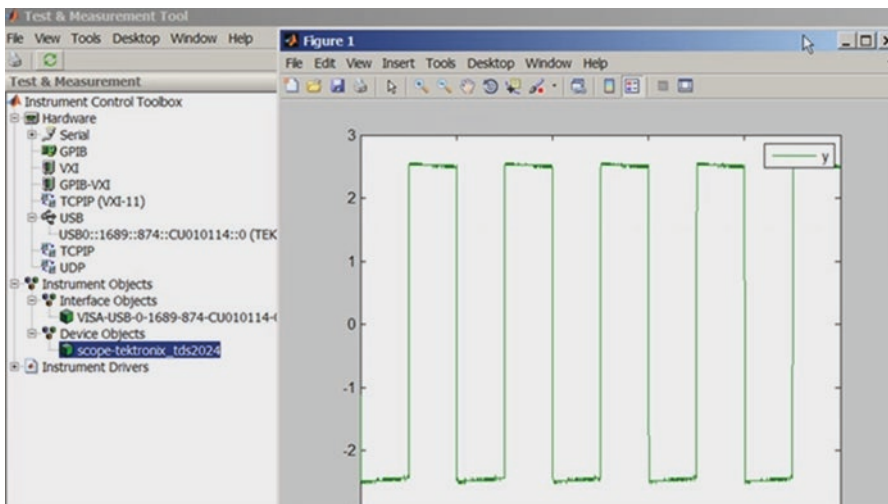 Test & Measurement Tool
File View Tools Desktop Window Help
Test & Measurement
Instrument Control Toolbox
Hardware
Serial
GPIB
VXI
GPIB-VXI
TCPIP (VXI-11)
USB
USB0::1689::874::CU010114::0 (TEK
TCPIP
UDP
Instrument Objects
Interface Objects
VISA-USB-0-1689-874-CU010114-0
Device Objects
scope-tektronix_tds2024
Instrument Drivers
Figure 1
File Edit View Insert Tools Desktop Window Help
3
y
2
1
0
-1
-2